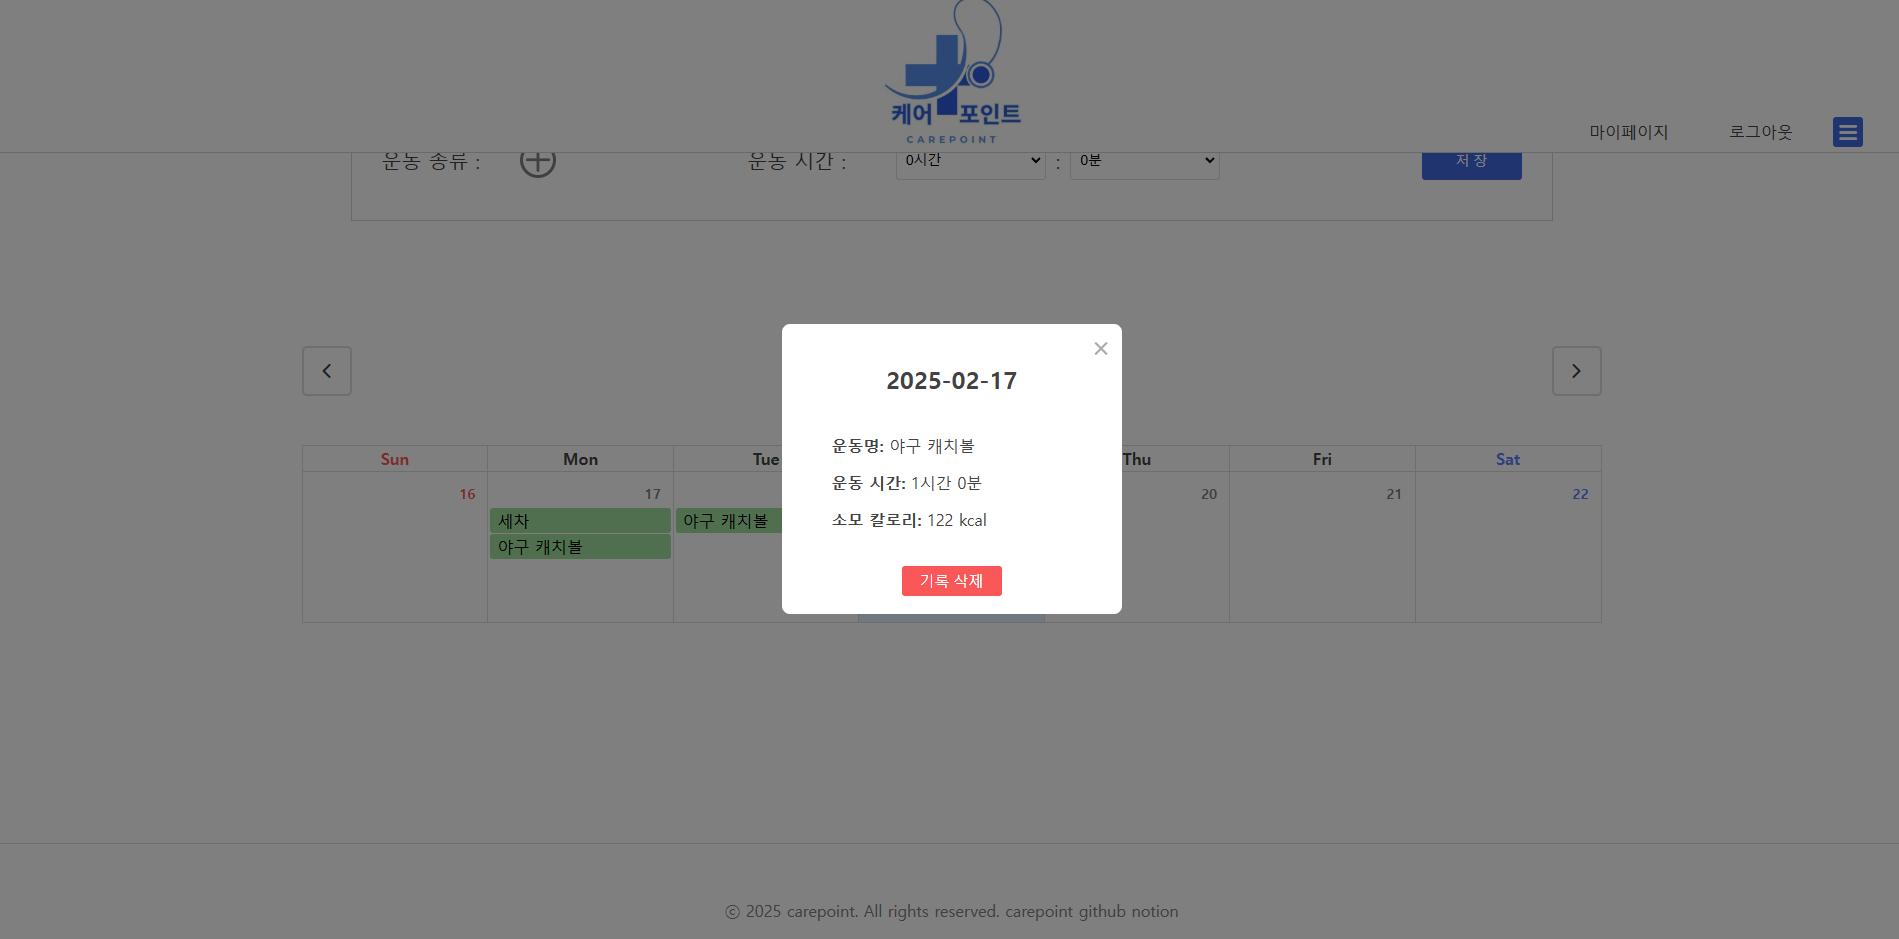 케어 포인트
CAREPOINT
마이페이지 로그아웃
운동 종류 : 운동 시간 : 0시간 : 0분 저 장
2025-02-17
운동명: 야구 캐치볼
운동 시간: 1시간 0분
소모 칼로리: 122 kcal
기록 삭제
Sun Mon Tue Thu Fri Sat
16 17 20 21 22
세차 야구 캐치볼
야구 캐치볼
ⓒ 2025 carepoint. All rights reserved. carepoint github notion